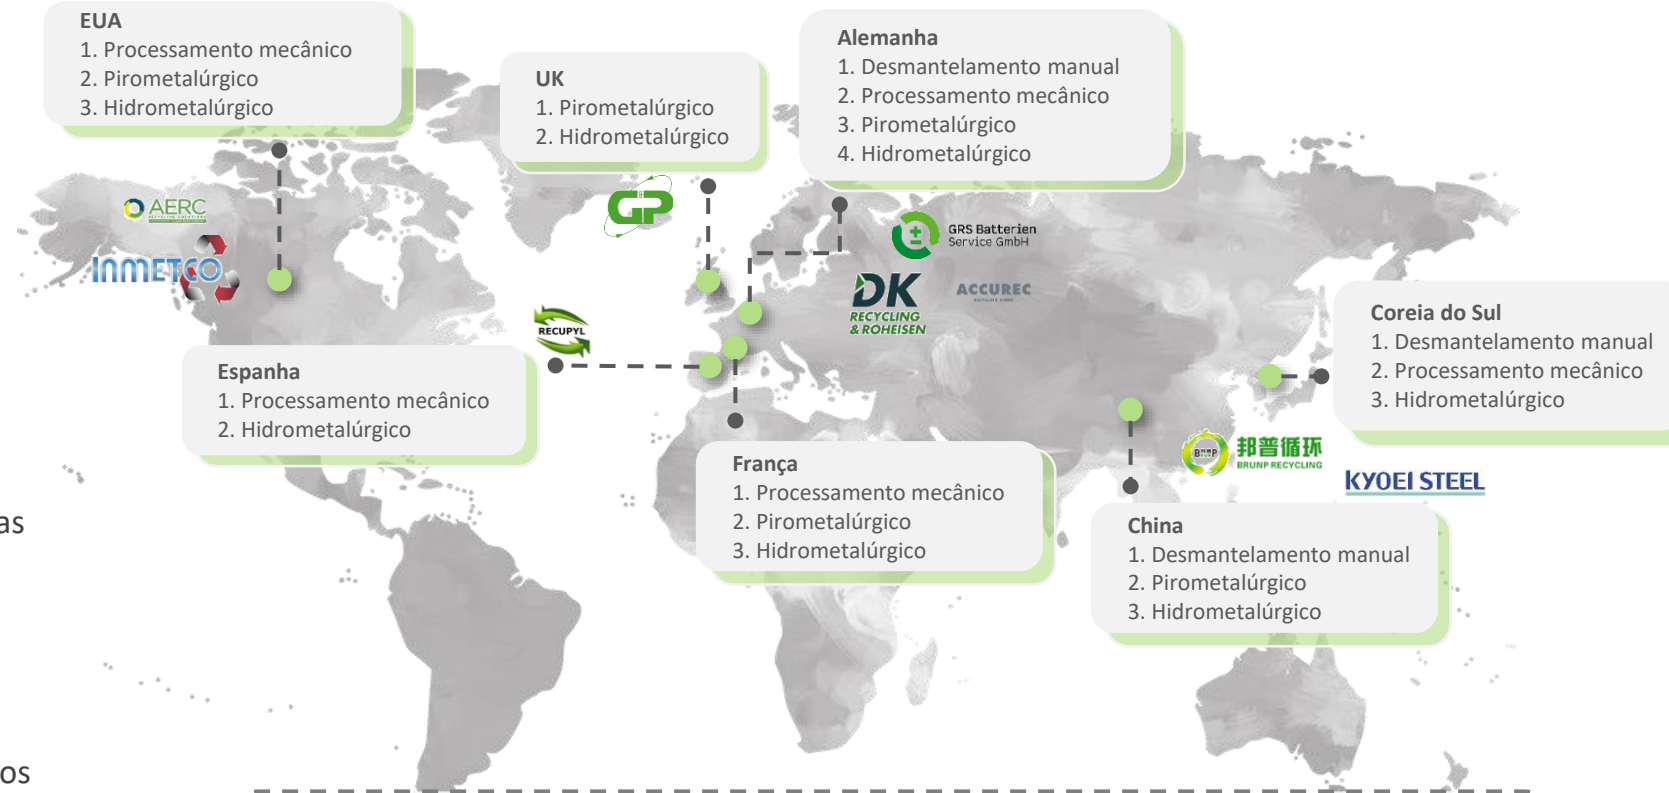 EUA
1. Processamento mecânico
2. Pirometalúrgico
3. Hidrometalúrgico
UK
1. Pirometalúrgico
2. Hidrometalúrgico
Alemanha
1. Desmantelamento manual
2. Processamento mecânico
3. Pirometalúrgico
4. Hidrometalúrgico
AERC
RECYCLING SOLUTIONS
INMETCO
GP
GRS Batterien
Service GmbH
DK
RECYCLING
& ROHEISEN
ACCUREC
RECUPYL
Coreia do Sul
1. Desmantelamento manual
2. Processamento mecânico
3. Hidrometalúrgico
Espanha
1. Processamento mecânico
2. Hidrometalúrgico
França
1. Processamento mecânico
2. Pirometalúrgico
3. Hidrometalúrgico
BRNP
邦普循环
BRUNP RECYCLING
KYOEI STEEL
China
1. Desmantelamento manual
2. Pirometalúrgico
3. Hidrometalúrgico
as
os